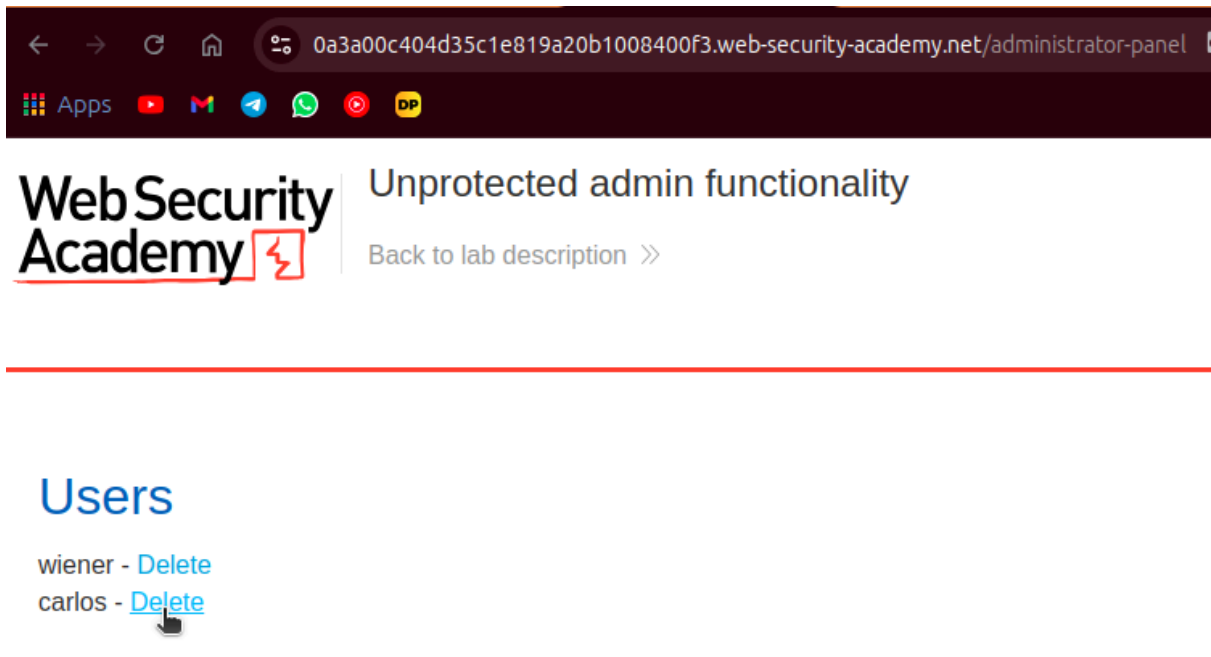 0a3a00c404d35c1e819a20b1008400f3.web-security-academy.net/administrator-panel
Apps
DP
Web Security
Academy
Unprotected admin functionality
Back to lab description
Users
wiener - Delete
carlos - Delete